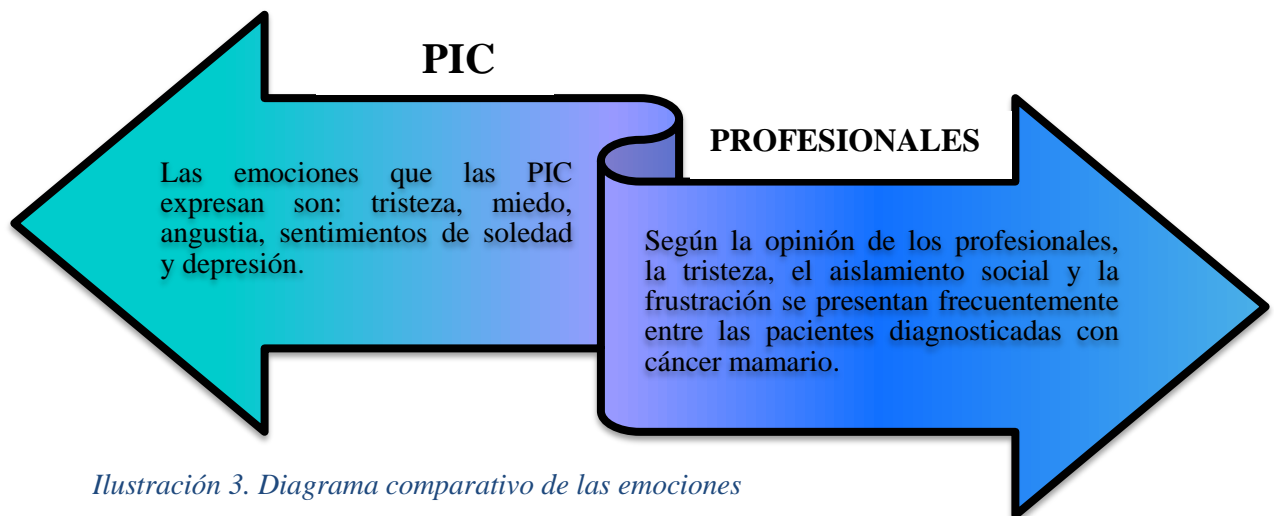 PIC
Las emociones que las PIC
expresan son: tristeza, miedo,
angustia, sentimientos de soledad
y depresión.
PROFESIONALES
Según la opinión de los profesionales,
la tristeza, el aislamiento social y la
frustración se presentan frecuentemente
entre las pacientes diagnosticadas con
cáncer mamario.
Ilustración 3. Diagrama comparativo de las emociones